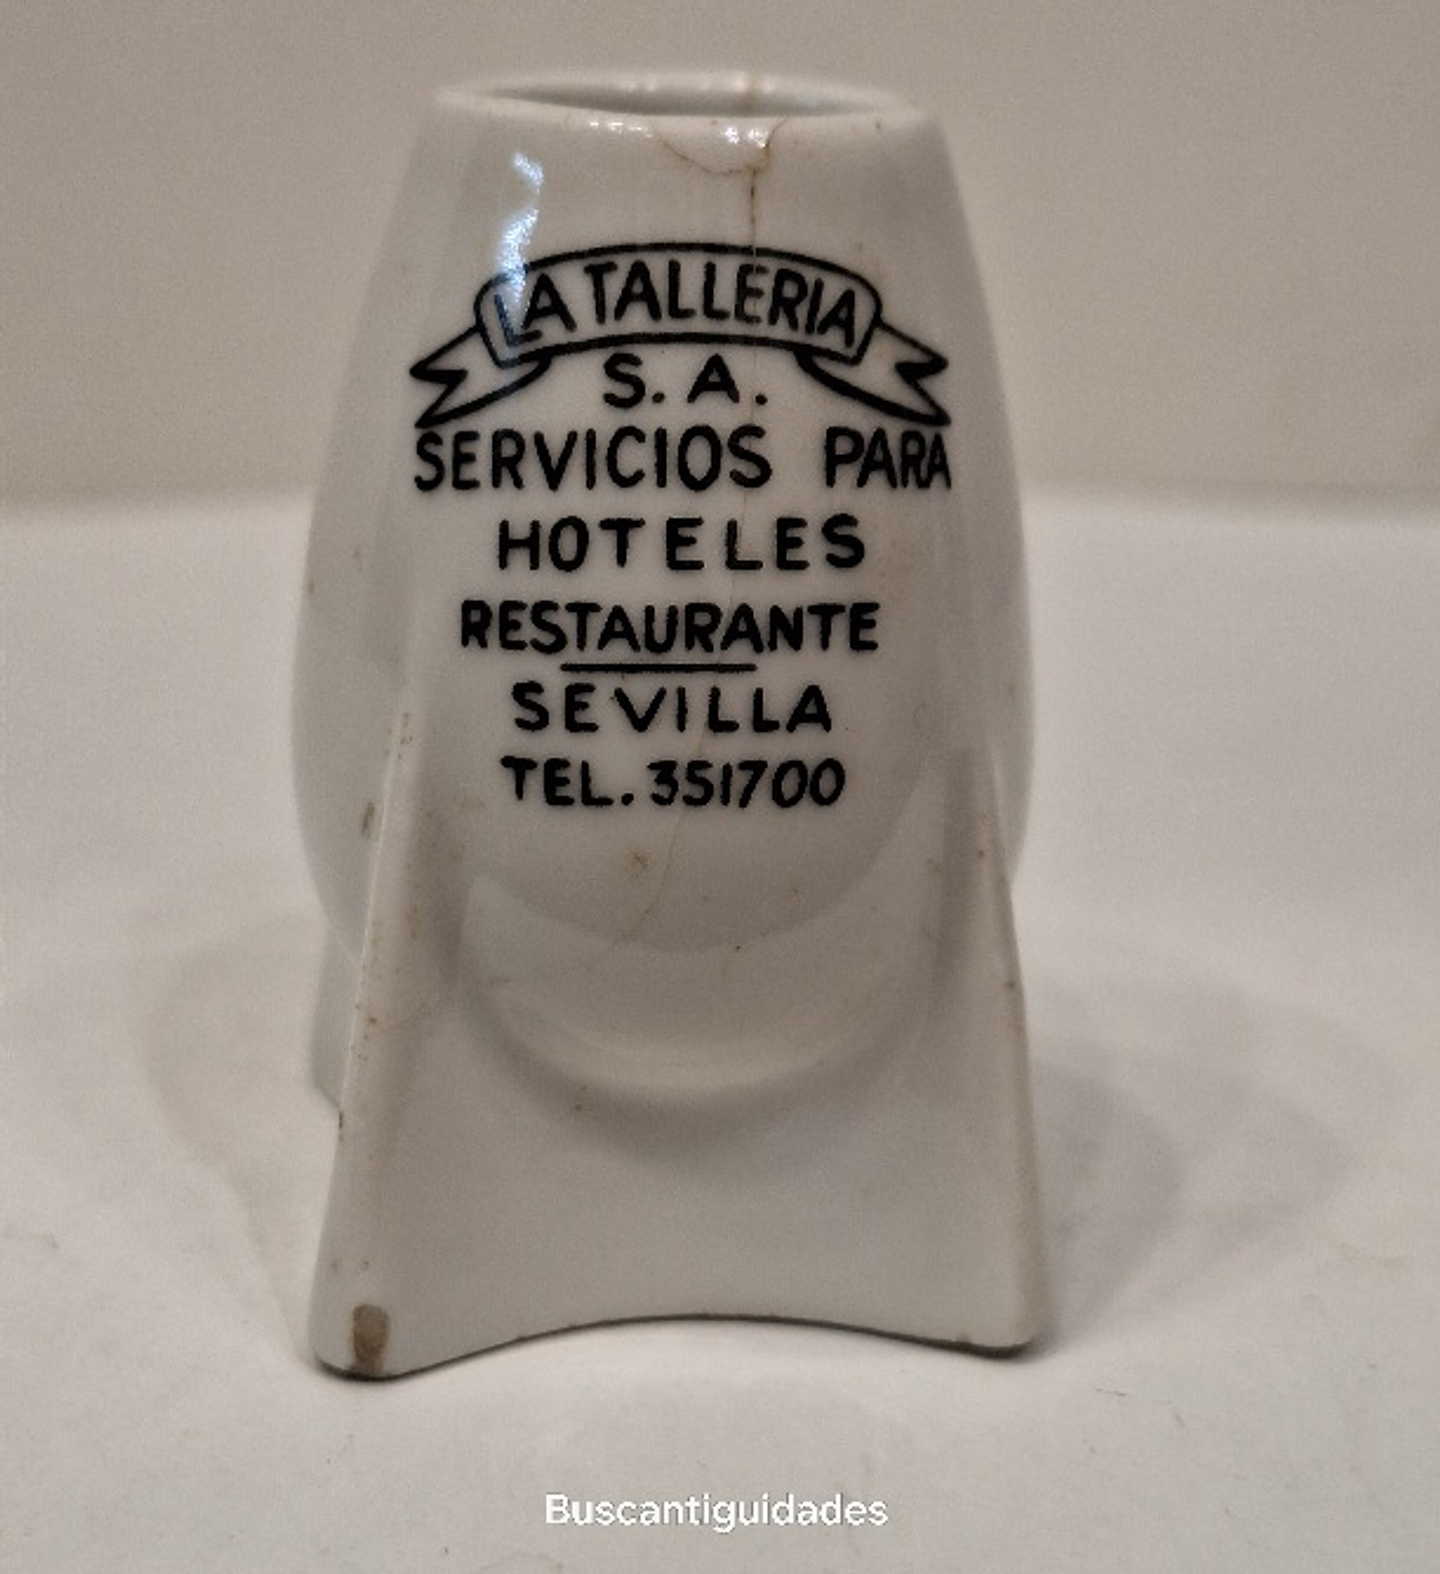 LA TALLERIA
S. A.
SERVICIOS PARA
HOTELES
RESTAURANTE
SEVILLA
TEL. 351700
Buscantiguidades